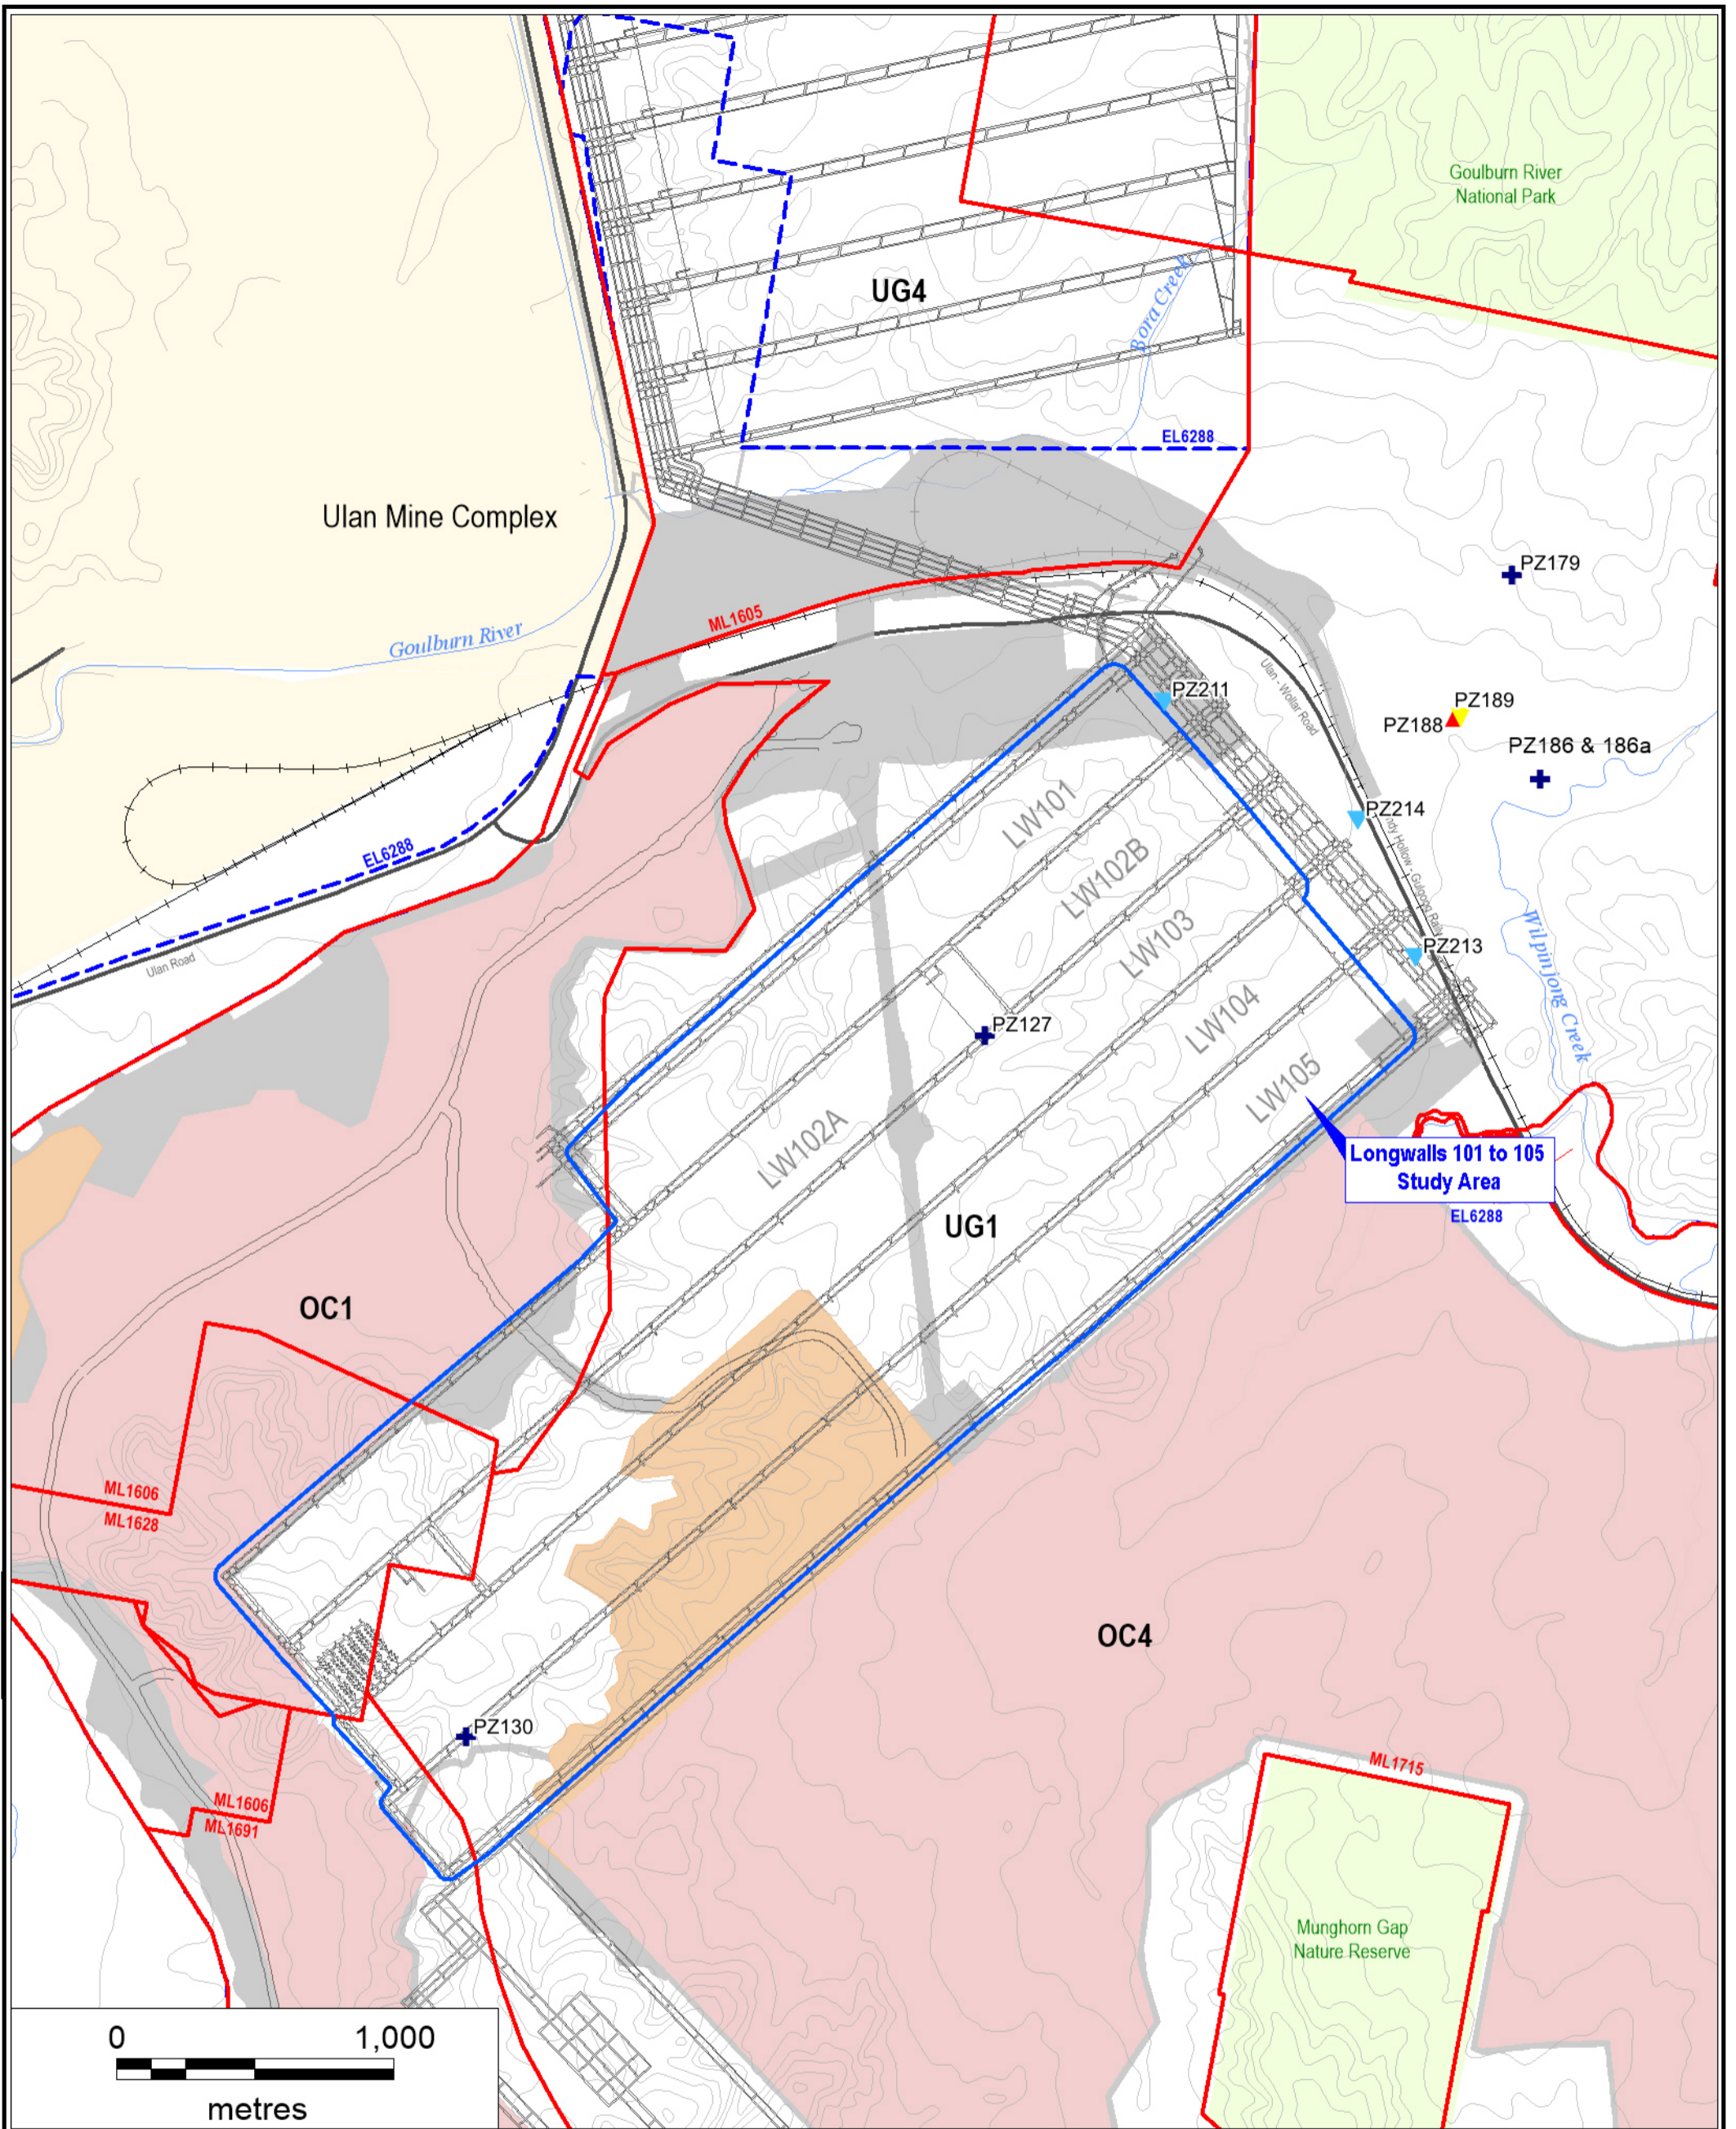 Goulburn River
National Park
UG4
Bora Creek
EL6288
Ulan Mine Complex
PZ179
ML1605
Goulburn River
PZ211
Ulan - Wollar Road
PZ189
PZ188
PZ186 & 186a
LW101
PZ214
EL6288
LW102B
LW103
PZ213
Ulan Road
Wilpinjong Creek
LW104
PZ127
LW105
LW102A
Longwalls 101 to 105
Study Area
EL6288
UG1
OC1
ML1606
ML1628
OC4
PZ130
ML1715
ML1606
ML1691
Munghorn Gap
Nature Reserve
0 1,000
metres